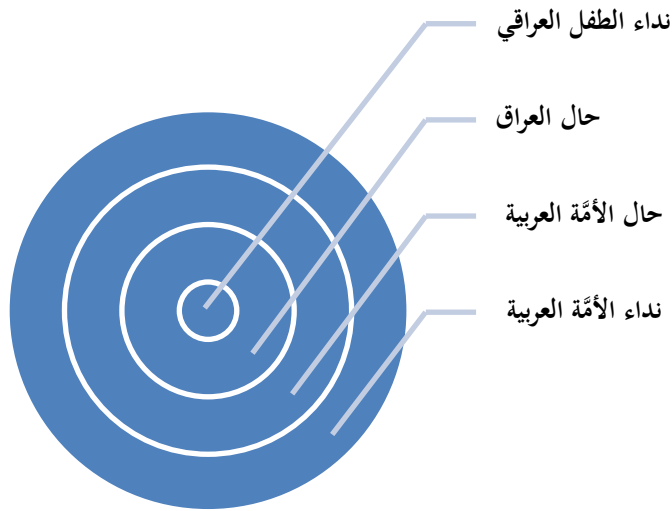 نداء الطفل العراقي
حال العراق
حال الأمَّة العربية
نداء الأمَّة العربية